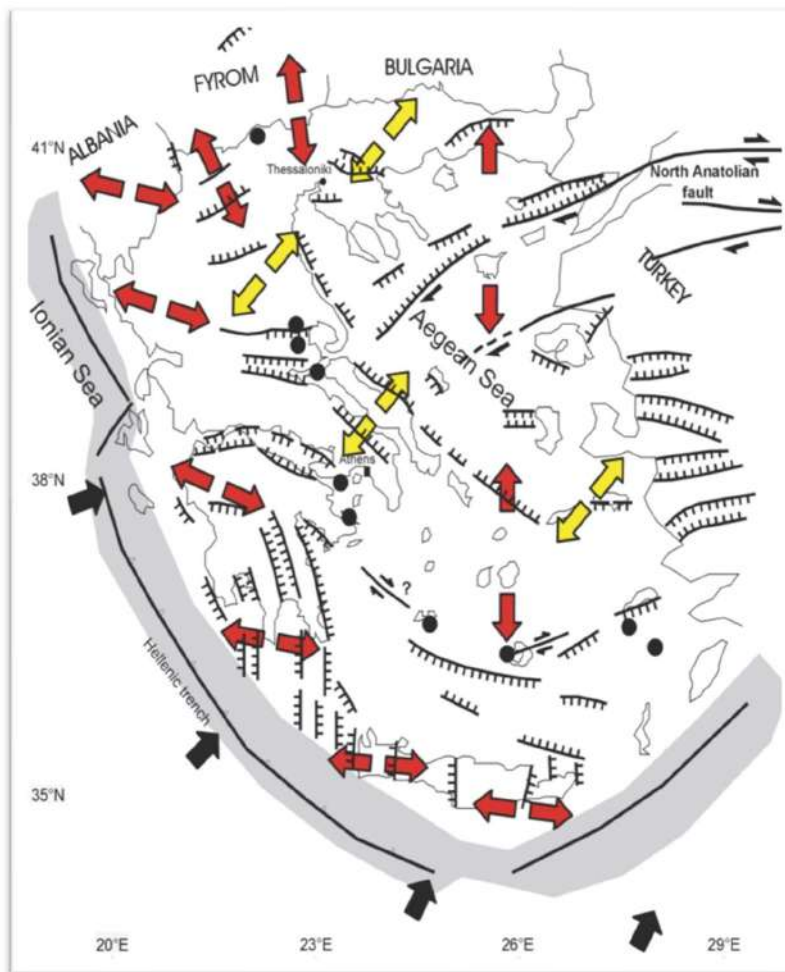 FYROM
BULGARIA
ALBANIA
41°N
Thessaloniki
North Anatolian
fault
TURKEY
Ionian Sea
Aegean Sea
38°N
Athens
?
Hellenic trench
35°N
20°E
23°E
26°E
29°E